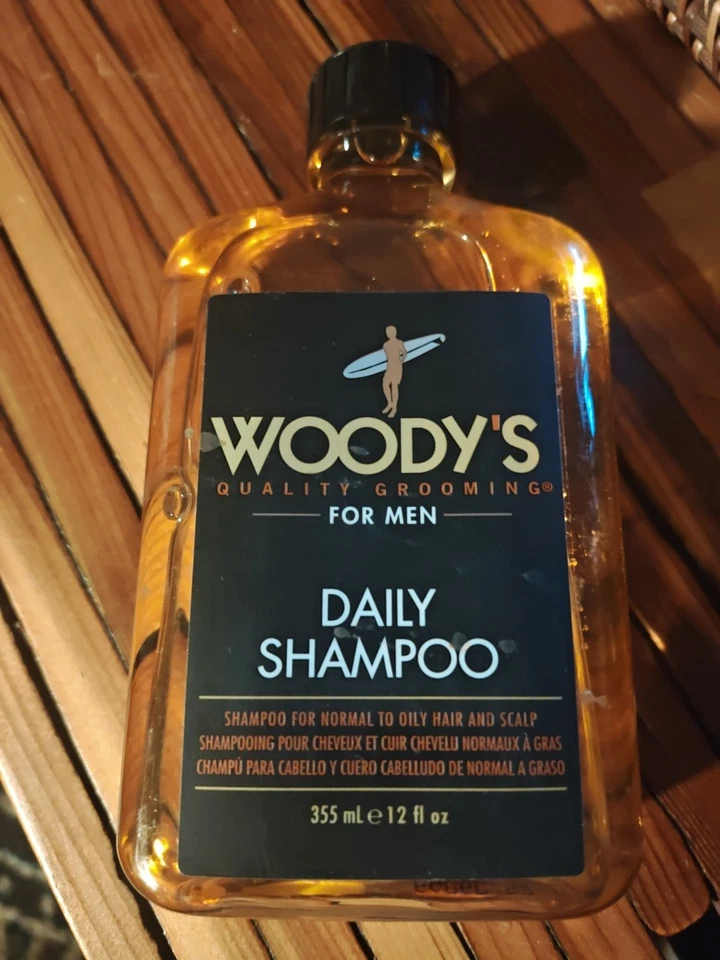 WOODY'S
QUALITY GROOMING®
FOR MEN
DAILY
SHAMPOO
SHAMPOO FOR NORMAL TO OILY HAIR AND SCALP
SHAMPOOING POUR CHEVEUX ET CUIR CHEVELU NORMAUX À GRAS
CHAMPÚ PARA CABELLO Y CUERO CABELLUDO DE NORMAL A GRASO
355 mL ℮ 12 fl oz